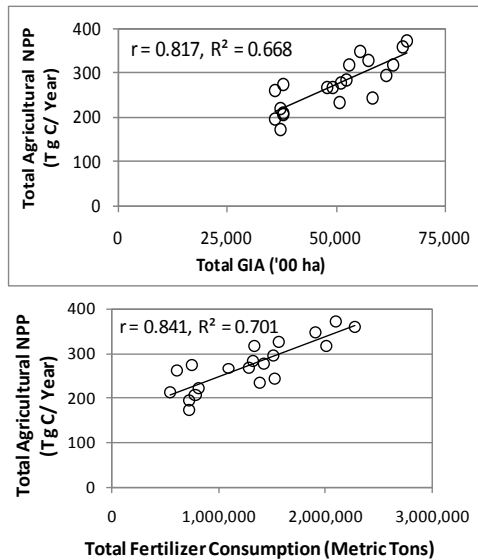 r = 0.817, R² = 0.668
Total Agricultural NPP
(Tg C/ Year)
400
300
200
100
0
0 25,000 50,000 75,000
Total GIA ('00 ha)
r = 0.841, R² = 0.701
Total Agricultural NPP
(Tg C/ Year)
400
300
200
100
0
0 1,000,000 2,000,000 3,000,000
Total Fertilizer Consumption (Metric Tons)